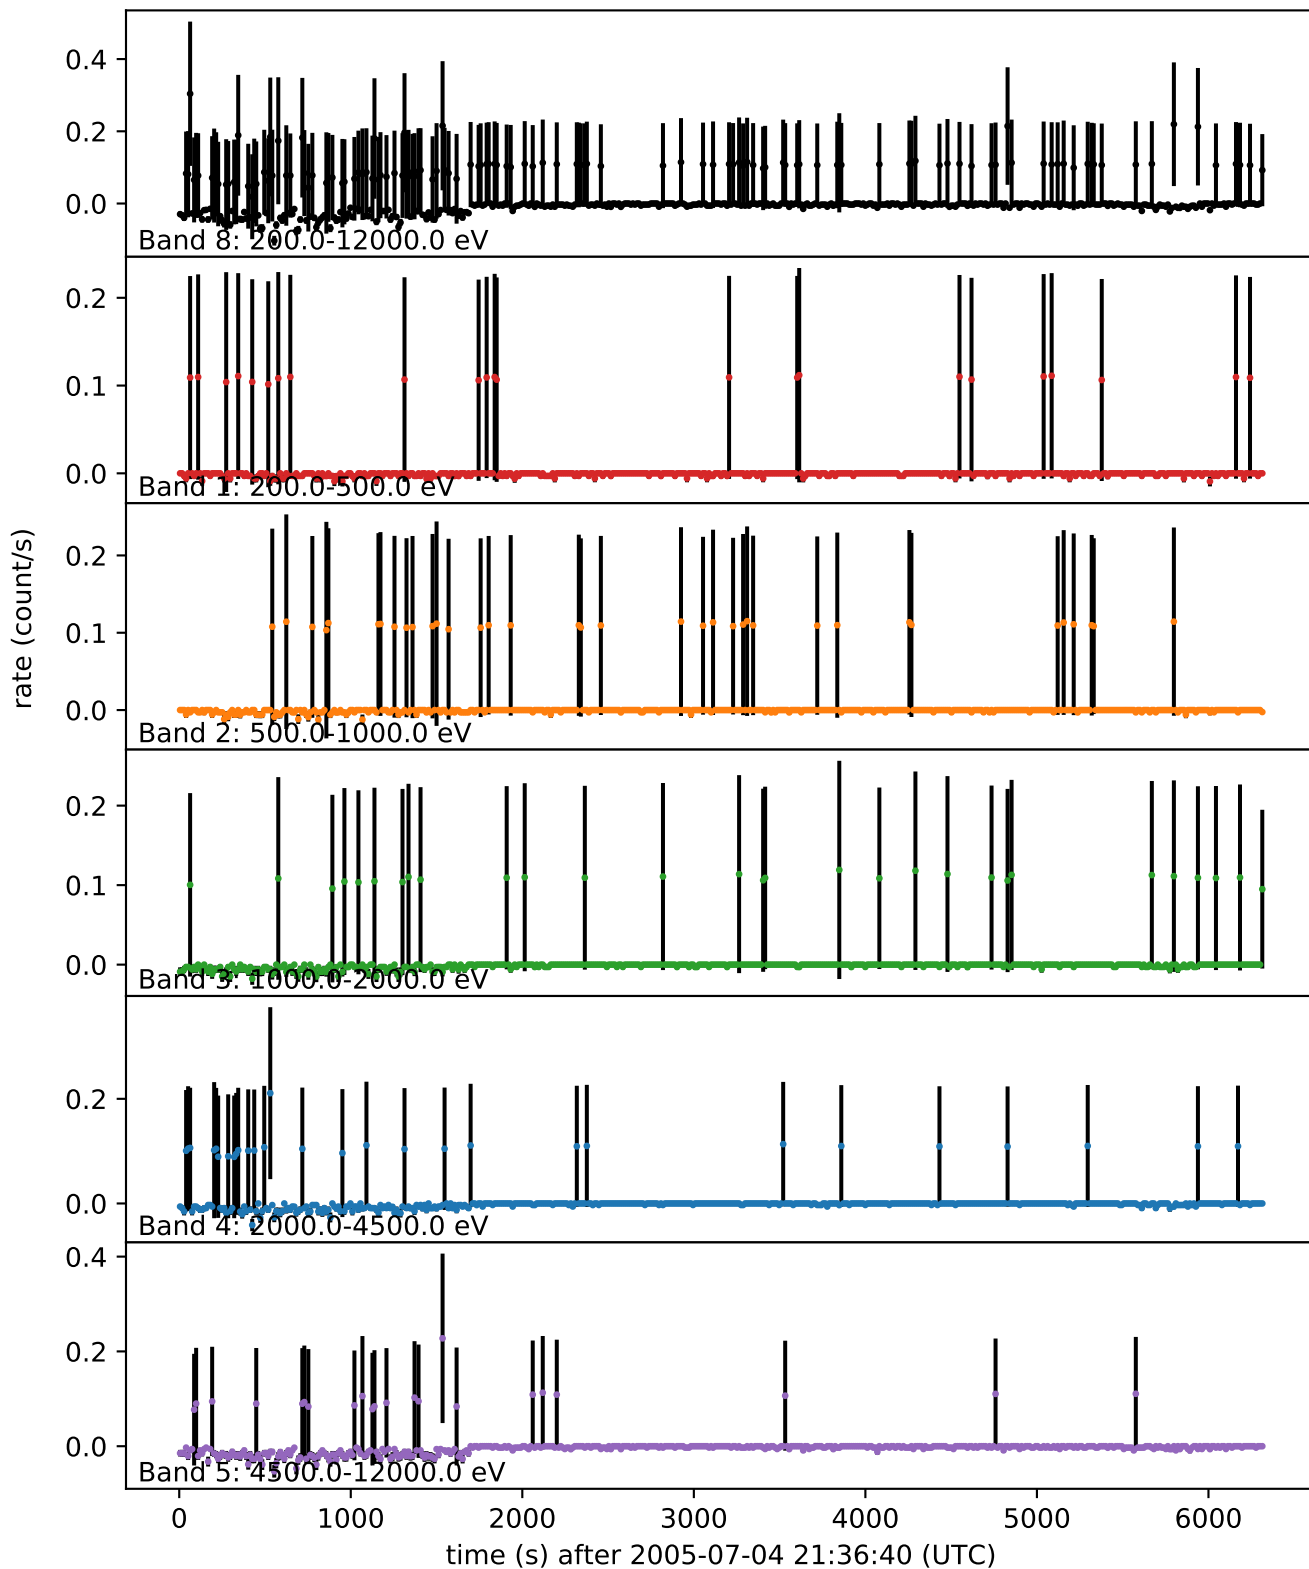 0.4
0.2
0.0
Band 8: 200.0-12000.0 eV
0.2
0.1
0.0
Band 1: 200.0-500.0 eV
rate (count/s)
0.2
0.1
0.0
Band 2: 500.0-1000.0 eV
0.2
0.1
0.0
Band 3: 1000.0-2000.0 eV
0.2
0.0
Band 4: 2000.0-4500.0 eV
0.4
0.2
0.0
Band 5: 4500.0-12000.0 eV
0 1000 2000 3000 4000 5000 6000
time (s) after 2005-07-04 21:36:40 (UTC)